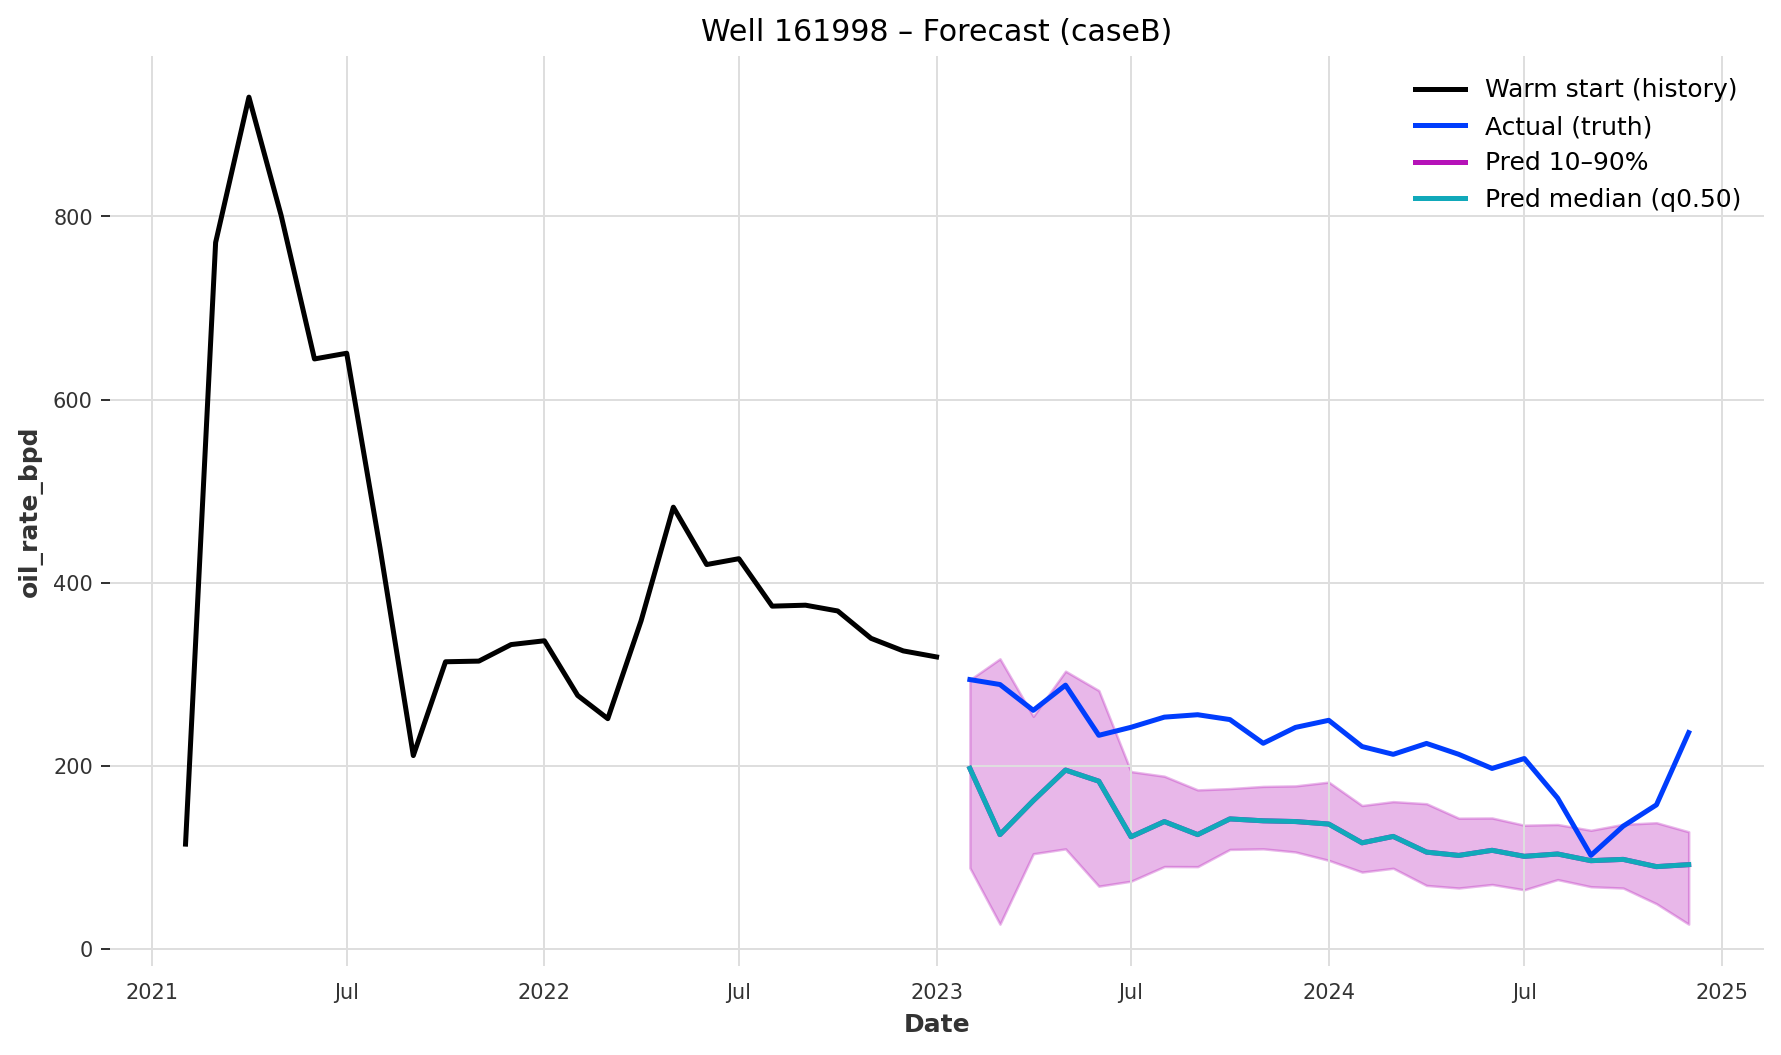 Well 161998 – Forecast (caseB)
Warm start (history)
Actual (truth)
Pred 10–90%
Pred median (q0.50)
oil_rate_bpd
800
600
400
200
0
2021
Jul
2022
Jul
2023
Jul
2024
Jul
2025
Date